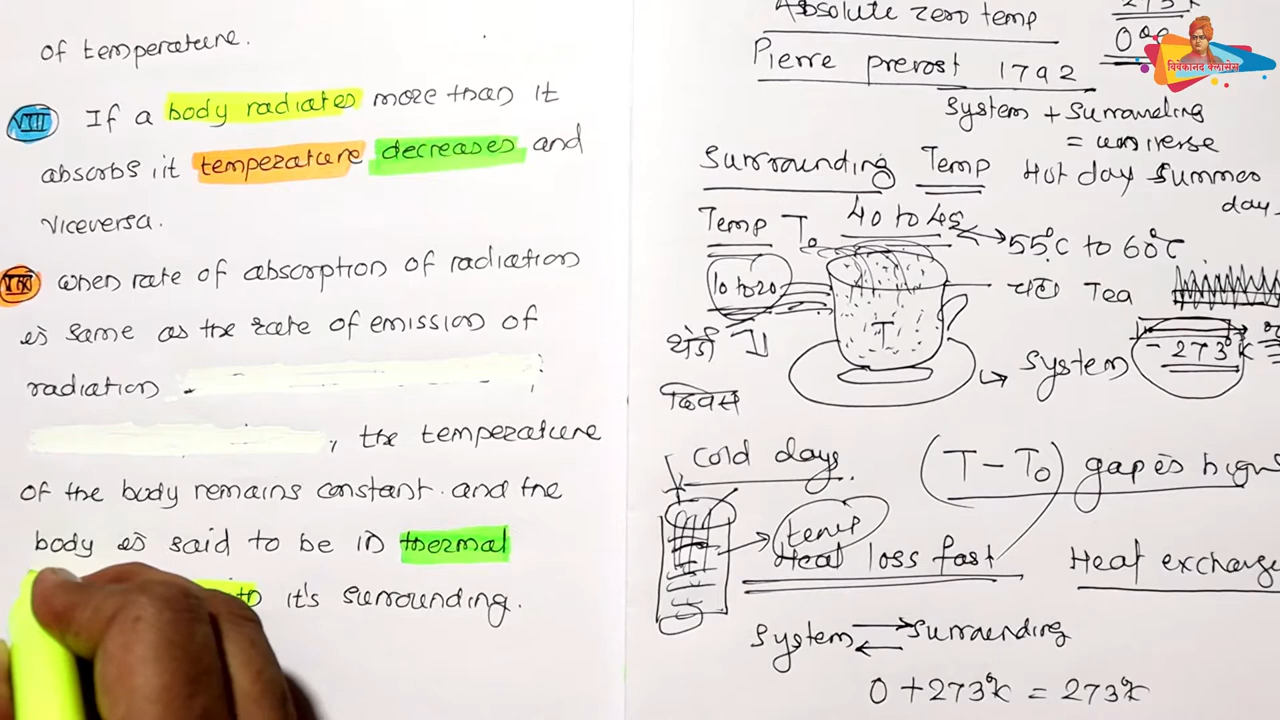 of temperature.
VII If a body radiates more than it
absorbs, it temperature decreases and
viceversa.
VIII when rate of absorption of radiation
is same as the rate of emission of
radiation
, the temperature
of the body remains constant. and the
body is said to be in thermal
it's surrounding.
Absolute zero temp
Pierre prevost 1792
System + Surrounding
= universe
विवेकानंद क्लासेस
Surrounding Temp Hot day Summer
day
Temp T₀ 40 to 45
55°C to 60°C
10 to 20
चहा Tea
T
थंडी
दिवस
System
- 273°K
cold days.
(T - T₀) gap is high
temp
Heat loss fast
Heat exchange
System Surrounding
0 + 273°K = 273°K